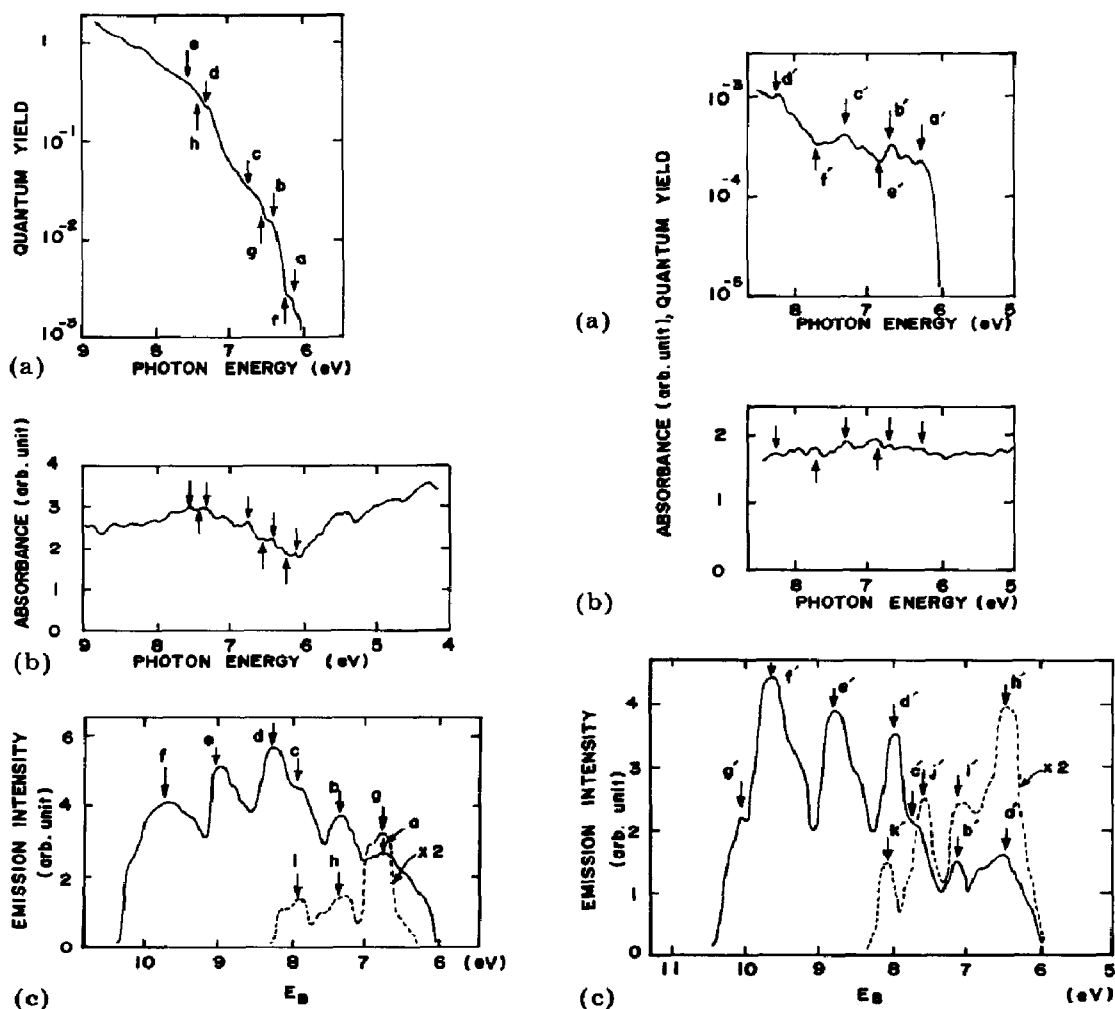 QUANTUM YIELD
1
10⁻¹
10⁻²
10⁻³
e
d
h
c
b
g
a
f
9 8 7 6
PHOTON ENERGY (eV)
(a)
ABSORBANCE (arb. unit)
4
3
2
1
0
9 8 7 6 5 4
PHOTON ENERGY (eV)
(b)
EMISSION INTENSITY
(arb. unit)
6
4
2
0
f
e
d
c
b
g
a
x 2
i
h
10 9 8 7 6 (eV)
E_B
(c)
ABSORBANCE (arb. unit), QUANTUM YIELD
10⁻³
10⁻⁴
10⁻⁵
d′
c′
b′
a′
f′
e′
8 7 6 5
PHOTON ENERGY (eV)
(a)
2
1
0
8 7 6 5
PHOTON ENERGY (eV)
(b)
EMISSION INTENSITY
(arb. unit)
4
3
2
1
0
g′
f′
e′
d′
c′
j′
k′
i′
b′
h′
x 2
a′
11 10 9 8 7 6 5
E_B (eV)
(c)